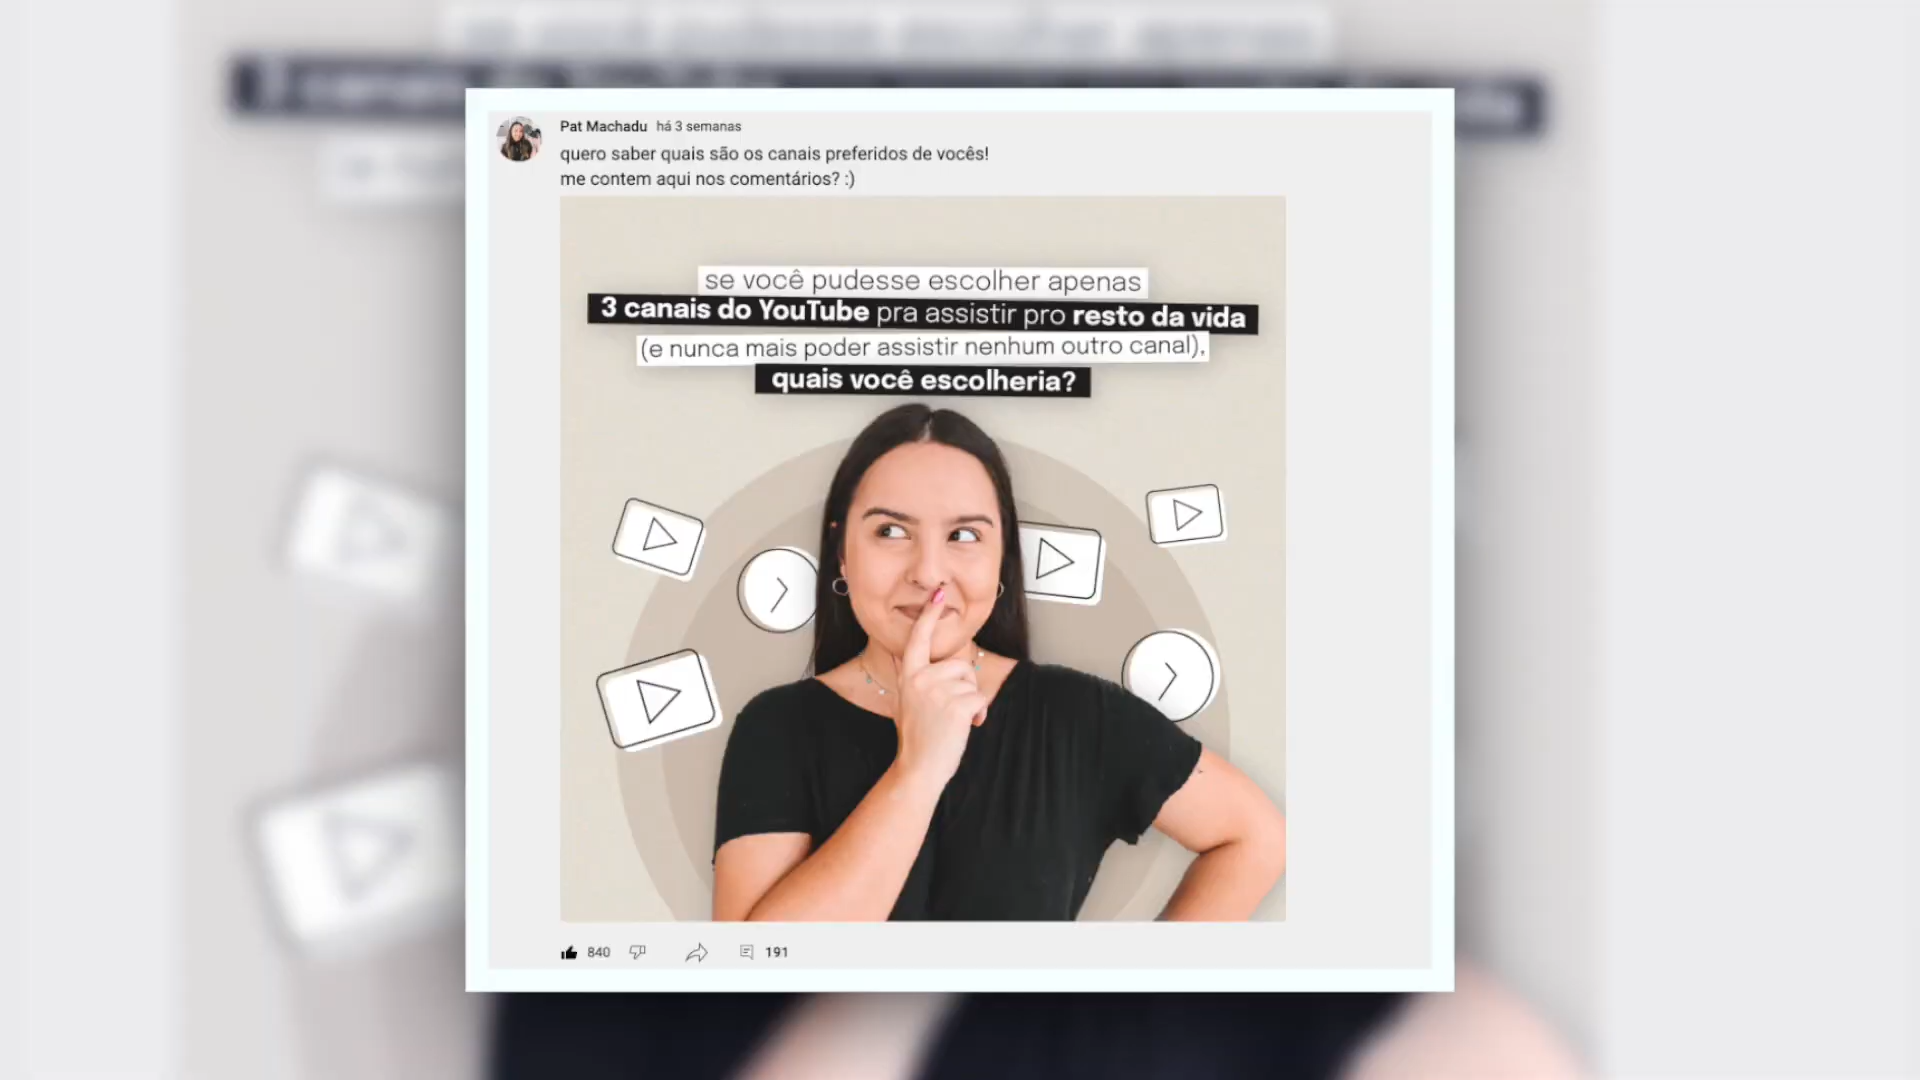 Pat Machadu há 3 semanas
quero saber quais são os canais preferidos de vocês!
me contem aqui nos comentários? :)
se você pudesse escolher apenas
3 canais do YouTube pra assistir pro resto da vida
(e nunca mais poder assistir nenhum outro canal),
quais você escolheria?
840 191